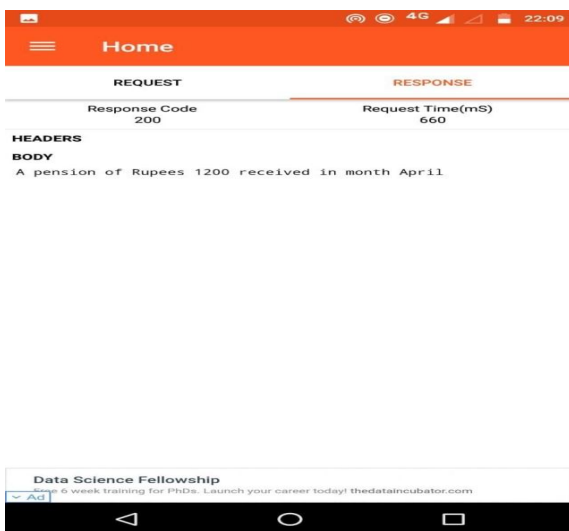 4G 22:09
Home
REQUEST RESPONSE
Response Code Request Time(mS)
200 660
HEADERS
BODY
A pension of Rupees 1200 received in month April
Data Science Fellowship
Free 6 week training for PhDs. Launch your career today! thedataincubator.com
Ad